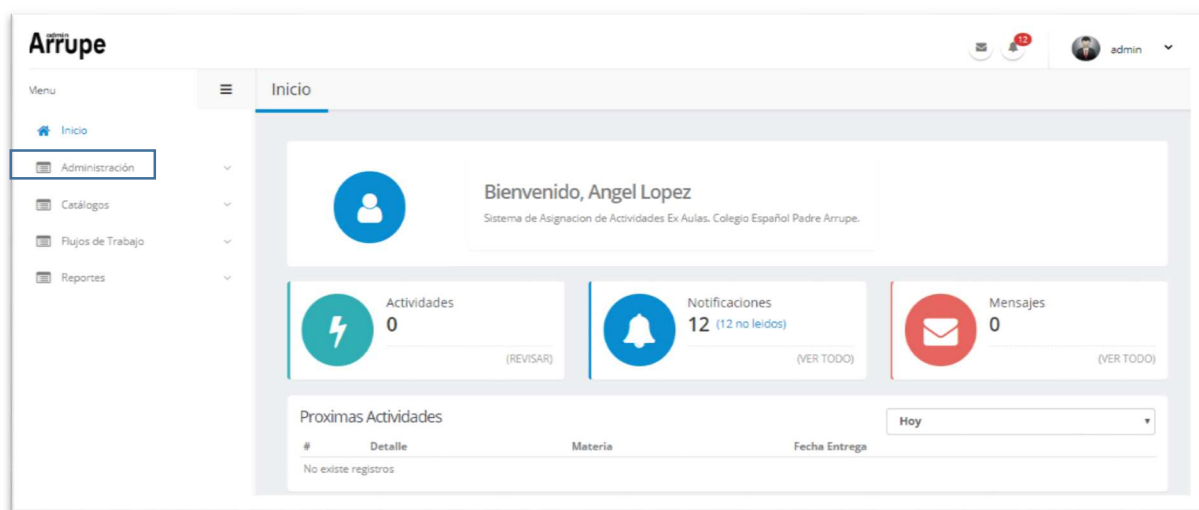 admin
Arrupe
12
admin
Menu
Inicio
Inicio
Administración
Catálogos
Flujos de Trabajo
Reportes
Bienvenido, Angel Lopez
Sistema de Asignacion de Actividades Ex Aulas. Colegio Español Padre Arrupe.
Actividades
0
(REVISAR)
Notificaciones
12 (12 no leidos)
(VER TODO)
Mensajes
0
(VER TODO)
Proximas Actividades
Hoy
# Detalle Materia Fecha Entrega
No existe registros